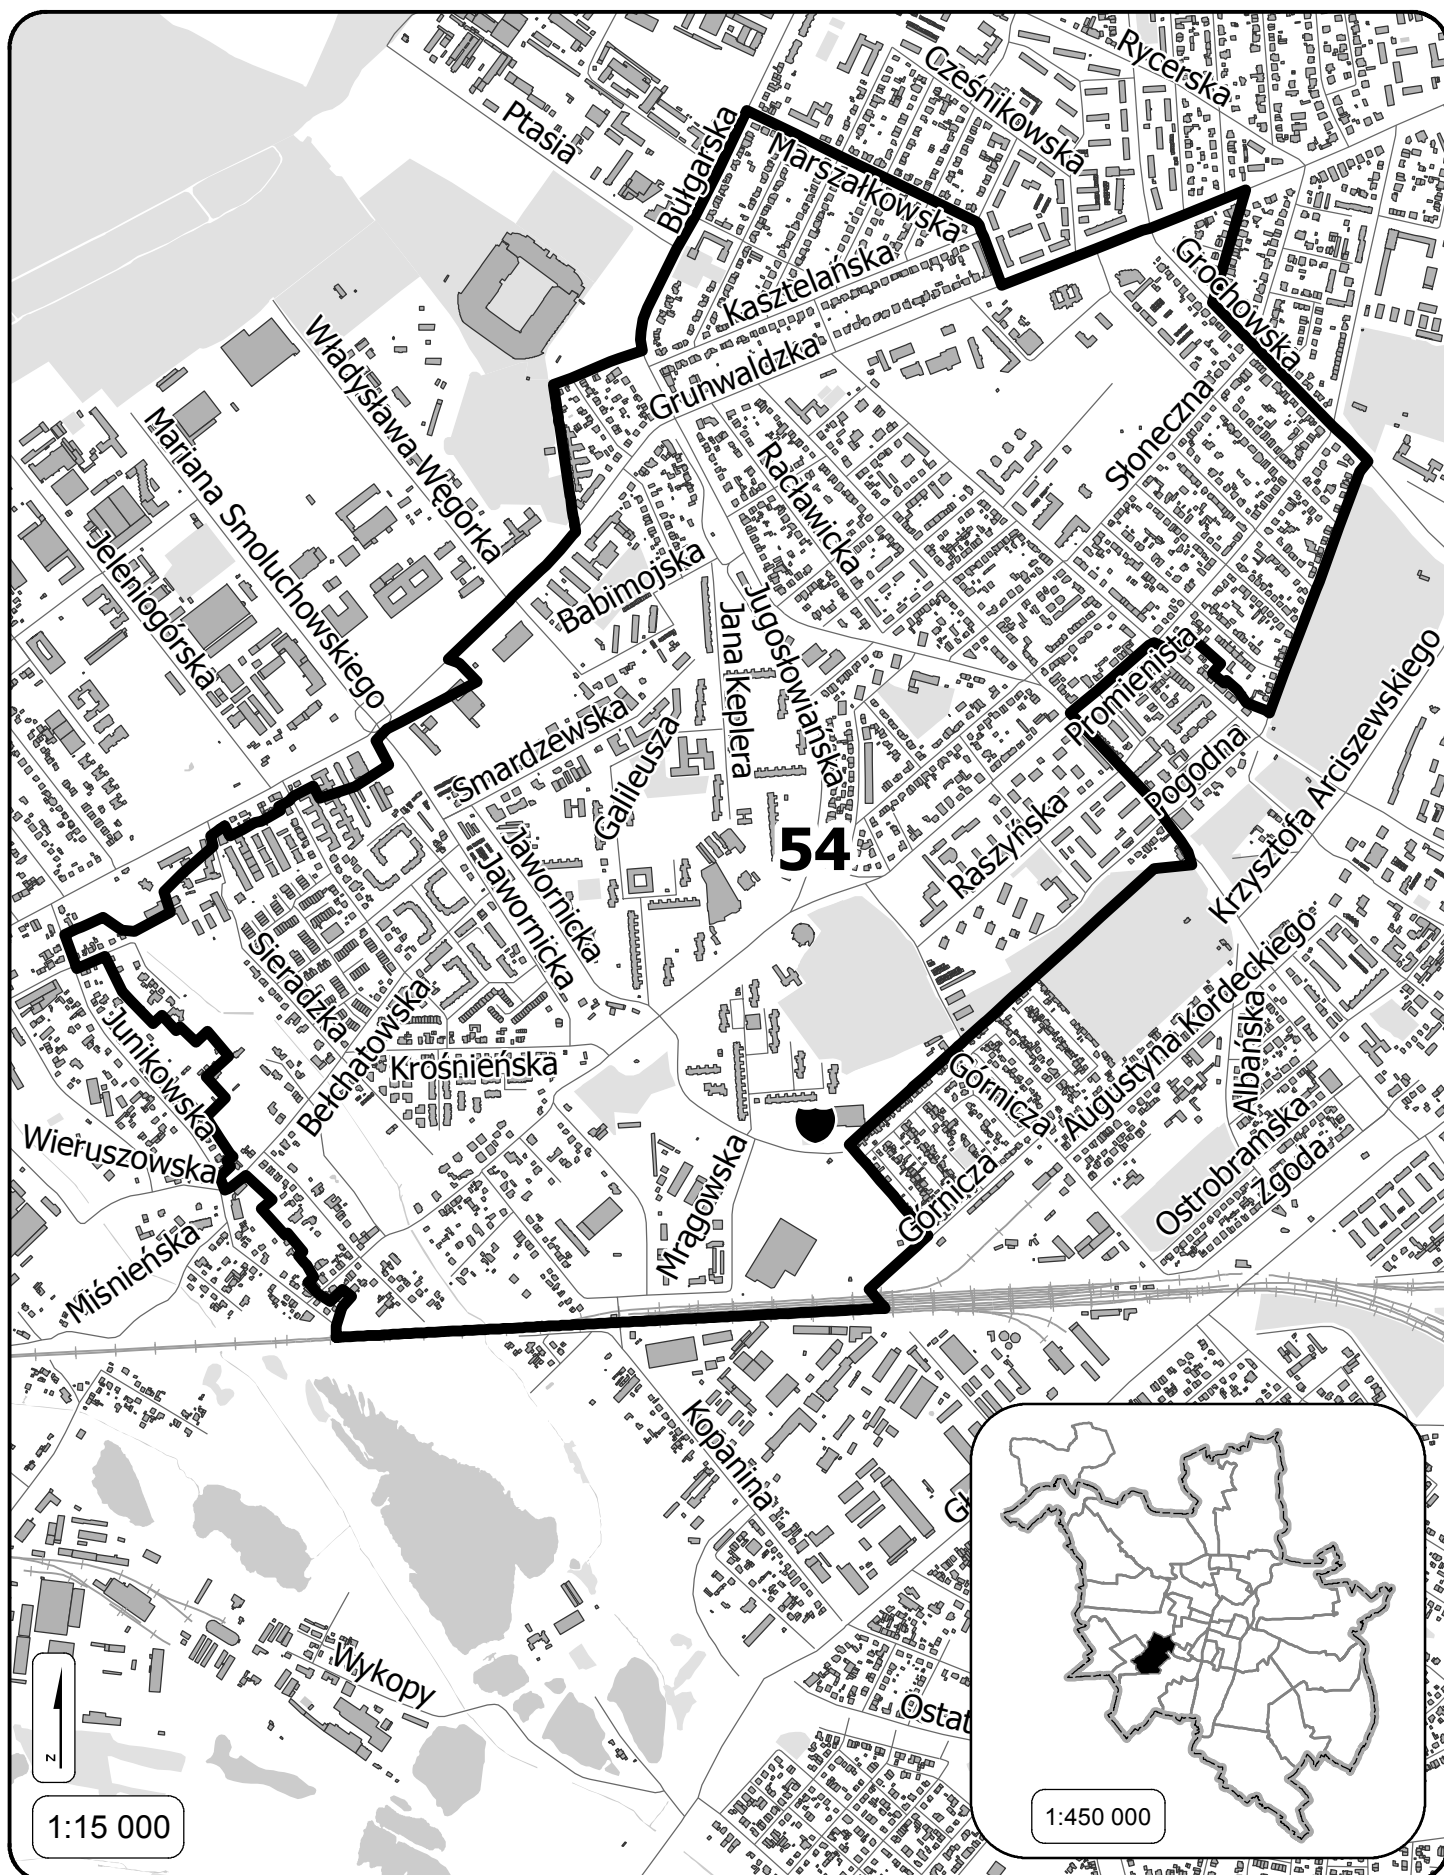 Rycerska
Cześnikowska
Ptasia
Bułgarska
Marszałkowska
Kasztelańska
Grochowska
Grunwaldzka
Władysława Węgorka
Mariana Smoluchowskiego
Słoneczna
Racławicka
Jeleniogórska
Babimojska
Jugosłowiańska
Jana Keplera
Promienista
Smardzewska
Galileusza
Pogodna
Krzysztofa Arciszewskiego
54
Raszyńska
Jawornicka
Jawornicka
Sieradzka
Bełchatowska
Augustyna Kordeckiego
Albańska
Junikowska
Krośnieńska
Górnicza
Wieruszowska
Mrągowska
Górnicza
Ostrobramska
Zgoda
Miśnieńska
Kopanina
G
Wykopy
Ostat
N
1:15 000
1:450 000